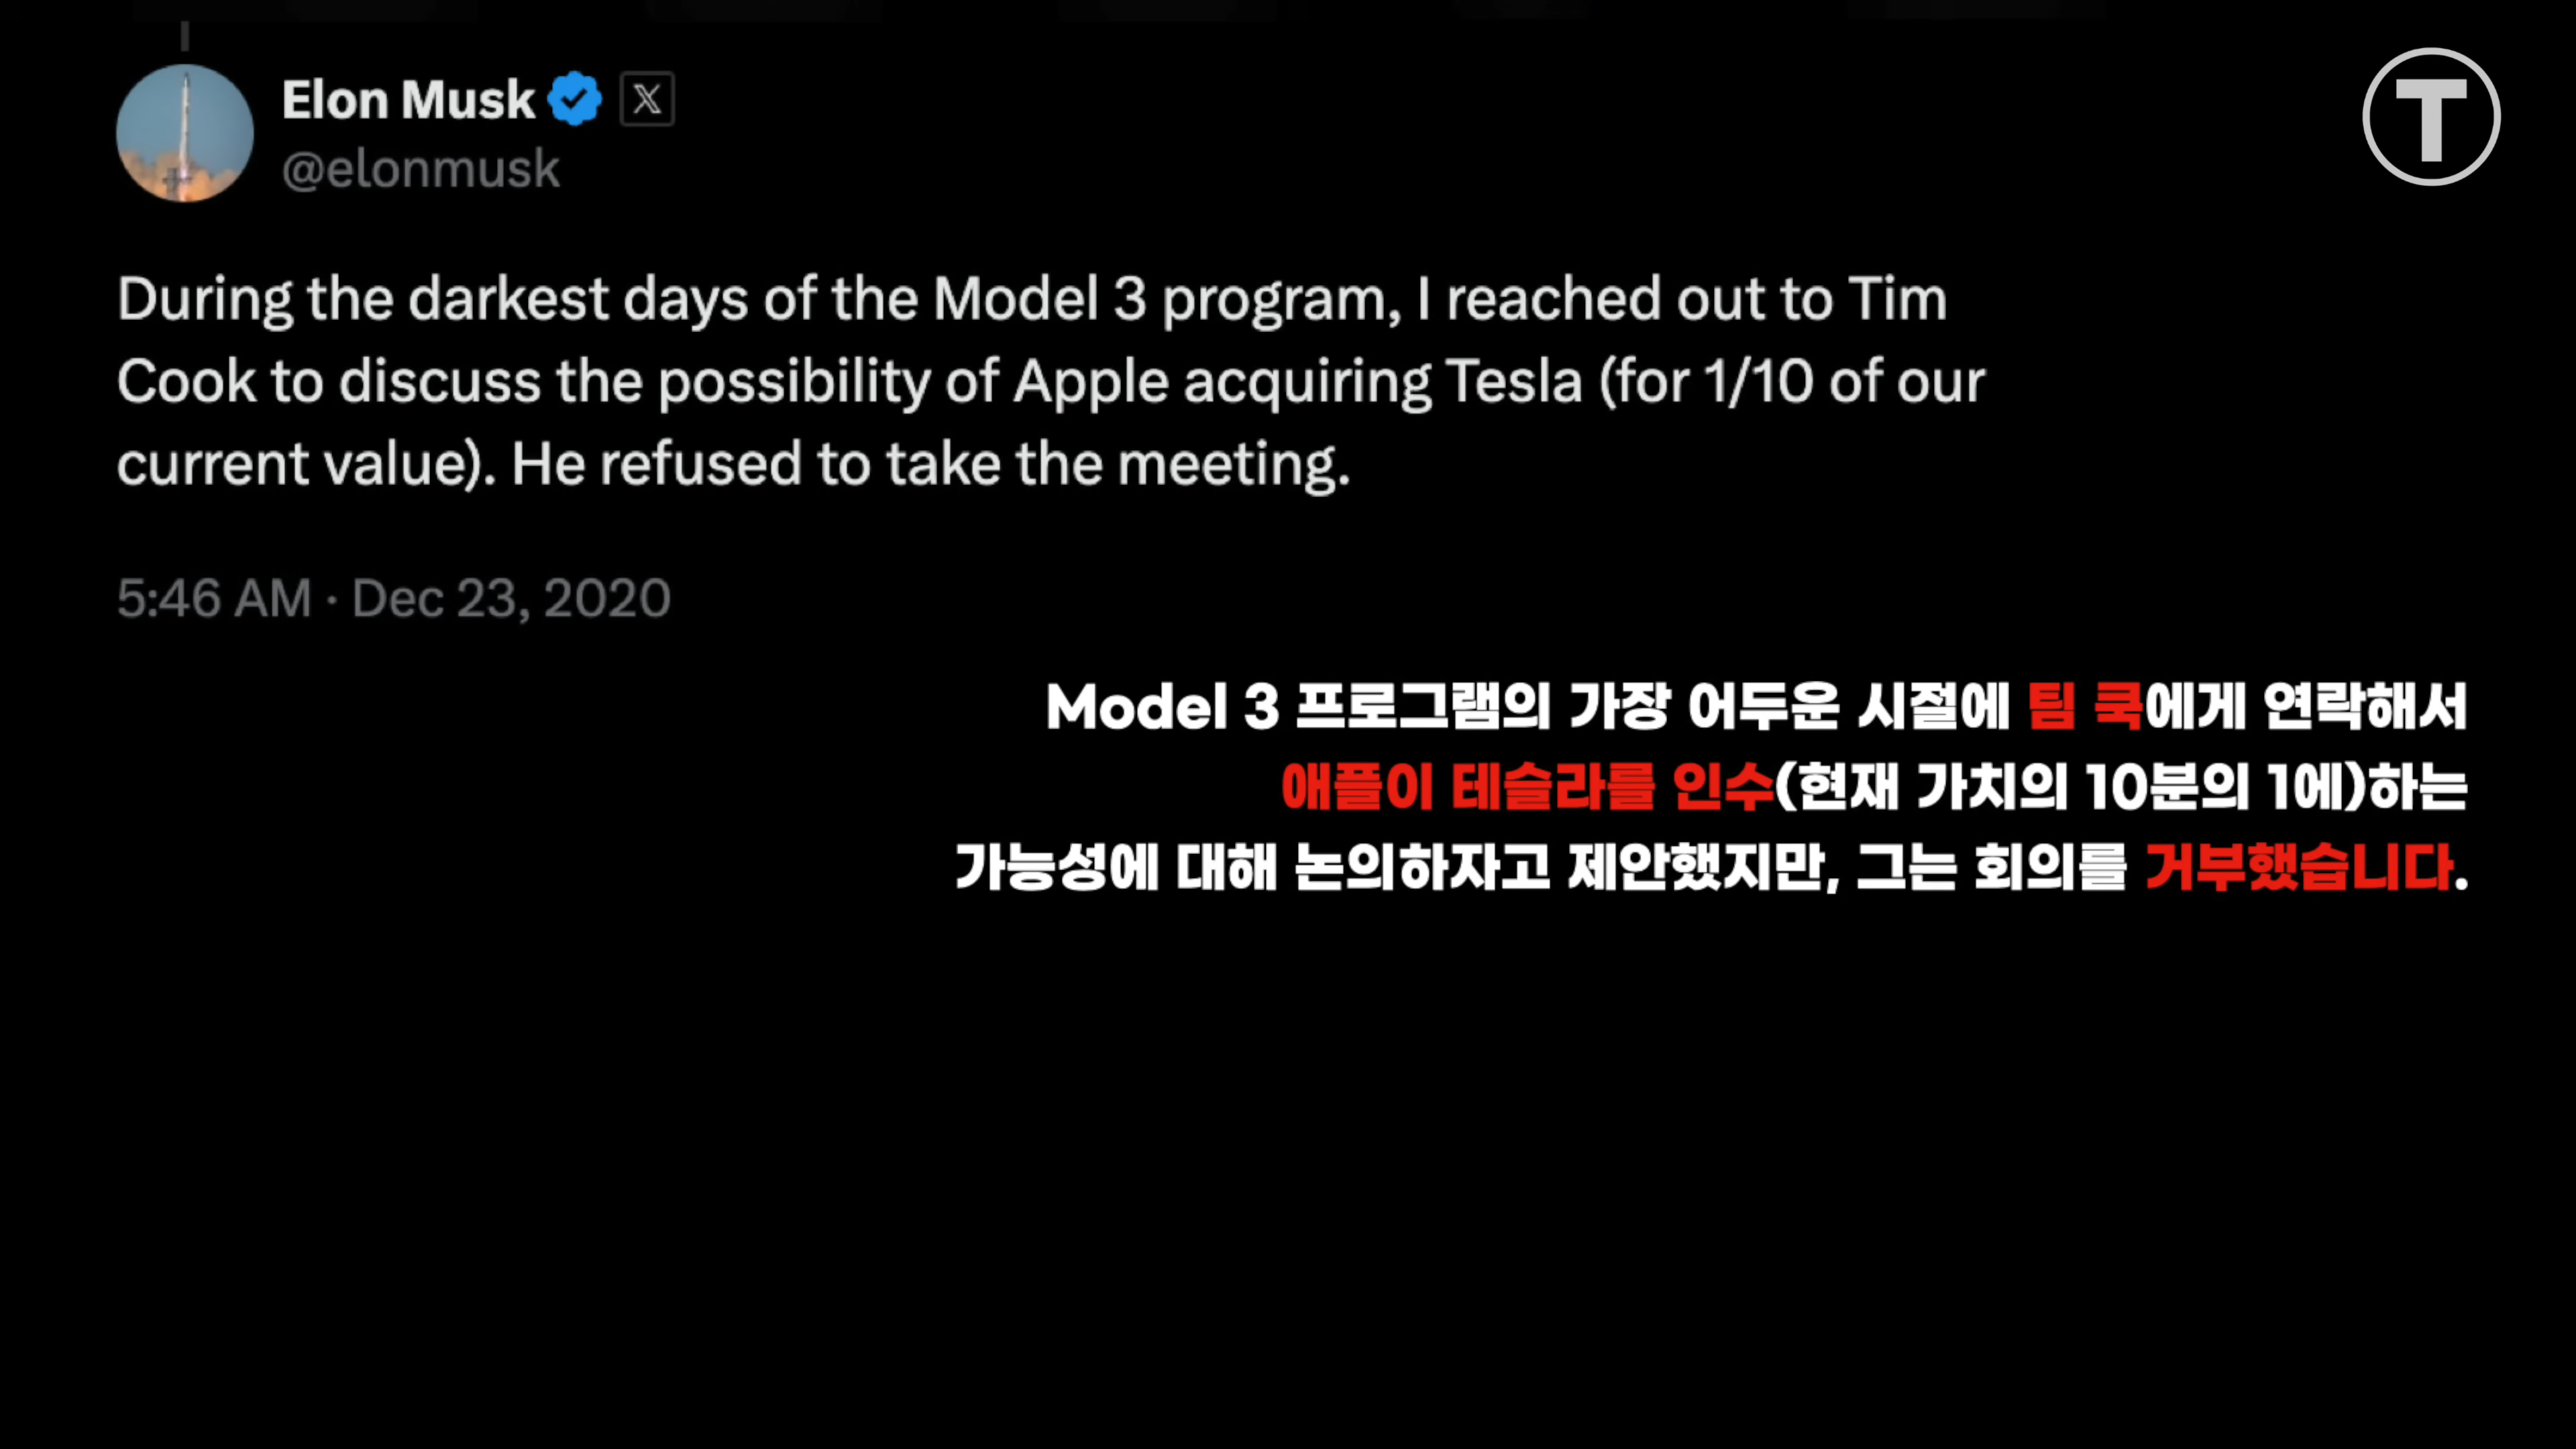 Elon Musk
@elonmusk
T
During the darkest days of the Model 3 program, I reached out to Tim
Cook to discuss the possibility of Apple acquiring Tesla (for 1/10 of our
current value). He refused to take the meeting.
5:46 AM · Dec 23, 2020
Model 3 프로그램의 가장 어두운 시절에 팀 쿡에게 연락해서
애플이 테슬라를 인수(현재 가치의 10분의 1에)하는
가능성에 대해 논의하자고 제안했지만, 그는 회의를 거부했습니다.